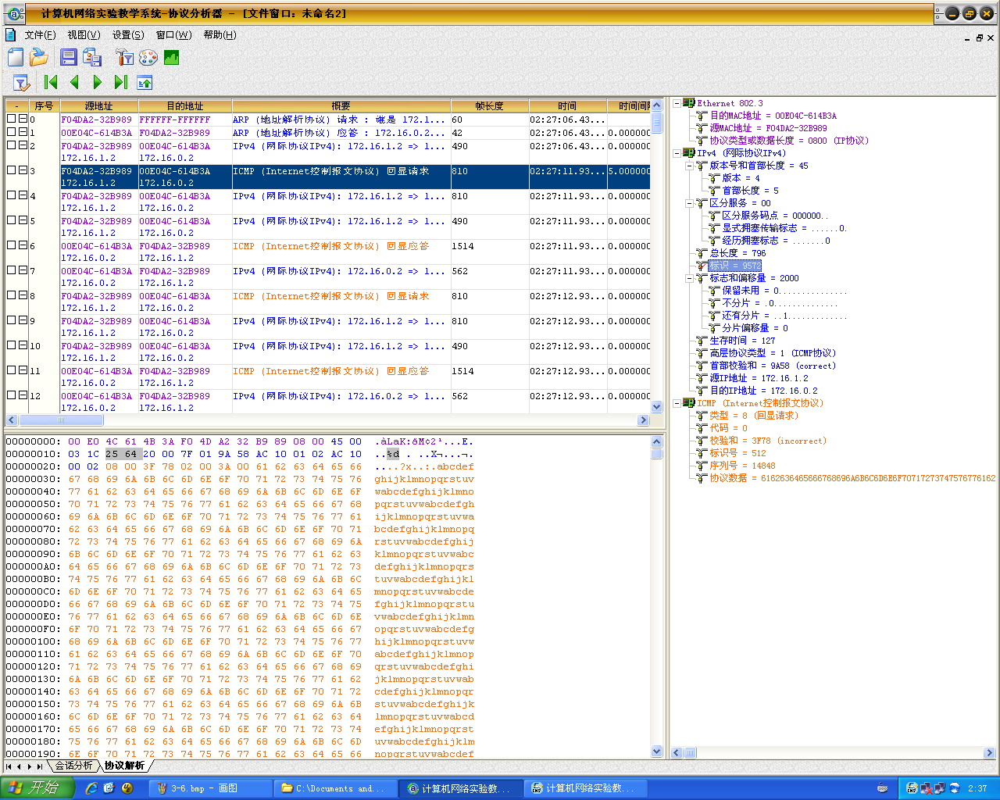 计算机网络实验教学系统-协议分析器 - [文件窗口: 未命名2]
文件(F) 视图(V) 设置(S) 窗口(W) 帮助(H)
- 序号 源地址 目的地址 概要 帧长度 时间
0 F04DA2-32B989 FFFFFF-FFFFFF ARP (地址解析协议) 请求 : 谁是 172.1... 60 02:27:06.43...
1 00E04C-614B3A F04DA2-32B989 ARP (地址解析协议) 应答 : 172.16.0.2... 42 02:27:06.43... 0.000000
2 F04DA2-32B989 00E04C-614B3A IPv4 (网际协议IPv4): 172.16.1.2 => 1... 490 02:27:06.43... 0.000000
172.16.1.2 172.16.0.2
3 F04DA2-32B989 00E04C-614B3A ICMP (Internet控制报文协议) 回显请求 810 02:27:11.93... 5.000000
172.16.1.2 172.16.0.2
4 F04DA2-32B989 00E04C-614B3A IPv4 (网际协议IPv4): 172.16.1.2 => 1... 810 02:27:11.93... 0.000000
172.16.1.2 172.16.0.2
5 F04DA2-32B989 00E04C-614B3A IPv4 (网际协议IPv4): 172.16.1.2 => 1... 490 02:27:11.93... 0.000000
172.16.1.2 172.16.0.2
6 00E04C-614B3A F04DA2-32B989 ICMP (Internet控制报文协议) 回显应答 1514 02:27:11.93... 0.000000
172.16.0.2 172.16.1.2
7 00E04C-614B3A F04DA2-32B989 IPv4 (网际协议IPv4): 172.16.0.2 => 1... 562 02:27:11.93... 0.000000
172.16.0.2 172.16.1.2
8 F04DA2-32B989 00E04C-614B3A ICMP (Internet控制报文协议) 回显请求 810 02:27:12.93... 0.000000
172.16.1.2 172.16.0.2
9 F04DA2-32B989 00E04C-614B3A IPv4 (网际协议IPv4): 172.16.1.2 => 1... 810 02:27:12.93... 0.000000
172.16.1.2 172.16.0.2
10 F04DA2-32B989 00E04C-614B3A IPv4 (网际协议IPv4): 172.16.1.2 => 1... 490 02:27:12.93... 0.000000
172.16.1.2 172.16.0.2
11 00E04C-614B3A F04DA2-32B989 ICMP (Internet控制报文协议) 回显应答 1514 02:27:12.93... 0.000000
172.16.0.2 172.16.1.2
12 00E04C-614B3A F04DA2-32B989 IPv4 (网际协议IPv4): 172.16.0.2 => 1... 562 02:27:12.93... 0.000000
172.16.0.2 172.16.1.2
Ethernet 802.3
目的MAC地址 = 00E04C-614B3A
源MAC地址 = F04DA2-32B989
协议类型或数据长度 = 0800 (IP协议)
IPv4 (网际协议IPv4)
版本号和首部长度 = 45
版本 = 4
首部长度 = 5
区分服务 = 00
区分服务码点 = 000000..
显式拥塞传输标志 = ......0.
经历拥塞标志 = .......0
总长度 = 796
标识 = 9572
标志和偏移量 = 2000
保留未用 = 0...............
不分片 = .0..............
还有分片 = ..1.............
分片偏移量 = 0
生存时间 = 127
高层协议类型 = 1 (ICMP协议)
首部校验和 = 9A58 (correct)
源IP地址 = 172.16.1.2
目的IP地址 = 172.16.0.2
ICMP (Internet控制报文协议)
类型 = 8 (回显请求)
代码 = 0
校验和 = 3F78 (incorrect)
标识号 = 512
序列号 = 14848
协议数据 = 6162636465666768696A6B6C6D6E6F70717273747576776162
00000000: 00 E0 4C 61 4B 3A F0 4D A2 32 B9 89 08 00 45 00 .àLaK:ðM¢2¹...E.
00000010: 03 1C 25 64 20 00 7F 01 9A 58 AC 10 01 02 AC 10 ..%d . ...X¬...¬.
00000020: 00 02 08 00 3F 78 02 00 3A 00 61 62 63 64 65 66 ....?x..:.abcdef
00000030: 67 68 69 6A 6B 6C 6D 6E 6F 70 71 72 73 74 75 76 ghijklmnopqrstuv
00000040: 77 61 62 63 64 65 66 67 68 69 6A 6B 6C 6D 6E 6F wabcdefghijklmno
00000050: 70 71 72 73 74 75 76 77 61 62 63 64 65 66 67 68 pqrstuvwabcdefgh
00000060: 69 6A 6B 6C 6D 6E 6F 70 71 72 73 74 75 76 77 61 ijklmnopqrstuvwa
00000070: 62 63 64 65 66 67 68 69 6A 6B 6C 6D 6E 6F 70 71 bcdefghijklmnopq
00000080: 72 73 74 75 76 77 61 62 63 64 65 66 67 68 69 6A rstuvwabcdefghij
00000090: 6B 6C 6D 6E 6F 70 71 72 73 74 75 76 77 61 62 63 klmnopqrstuvwabc
000000A0: 64 65 66 67 68 69 6A 6B 6C 6D 6E 6F 70 71 72 73 defghijklmnopqrs
000000B0: 74 75 76 77 61 62 63 64 65 66 67 68 69 6A 6B 6C tuvwabcdefghijkl
000000C0: 6D 6E 6F 70 71 72 73 74 75 76 77 61 62 63 64 65 mnopqrstuvwabcde
000000D0: 66 67 68 69 6A 6B 6C 6D 6E 6F 70 71 72 73 74 75 fghijklmnopqrstu
000000E0: 76 77 61 62 63 64 65 66 67 68 69 6A 6B 6C 6D 6E vwabcdefghijklmn
000000F0: 6F 70 71 72 73 74 75 76 77 61 62 63 64 65 66 67 opqrstuvwabcdefg
00000100: 68 69 6A 6B 6C 6D 6E 6F 70 71 72 73 74 75 76 77 hijklmnopqrstuvw
00000110: 61 62 63 64 65 66 67 68 69 6A 6B 6C 6D 6E 6F 70 abcdefghijklmnop
00000120: 71 72 73 74 75 76 77 61 62 63 64 65 66 67 68 69 qrstuvwabcdefghi
00000130: 6A 6B 6C 6D 6E 6F 70 71 72 73 74 75 76 77 61 62 jklmnopqrstuvwab
00000140: 63 64 65 66 67 68 69 6A 6B 6C 6D 6E 6F 70 71 72 cdefghijklmnopqr
00000150: 73 74 75 76 77 61 62 63 64 65 66 67 68 69 6A 6B stuvwabcdefghijk
00000160: 6C 6D 6E 6F 70 71 72 73 74 75 76 77 61 62 63 64 lmnopqrstuvwabcd
00000170: 65 66 67 68 69 6A 6B 6C 6D 6E 6F 70 71 72 73 74 efghijklmnopqrst
00000180: 75 76 77 61 62 63 64 65 66 67 68 69 6A 6B 6C 6D uvwabcdefghijklm
00000190: 6E 6F 70 71 72 73 74 75 76 77 61 62 63 64 65 66 nopqrstuvwabcdef
会话分析 协议解析
开始 3-6.bmp - 画图 C:\Documents and... 计算机网络实验教... 计算机网络实验教... 2:37